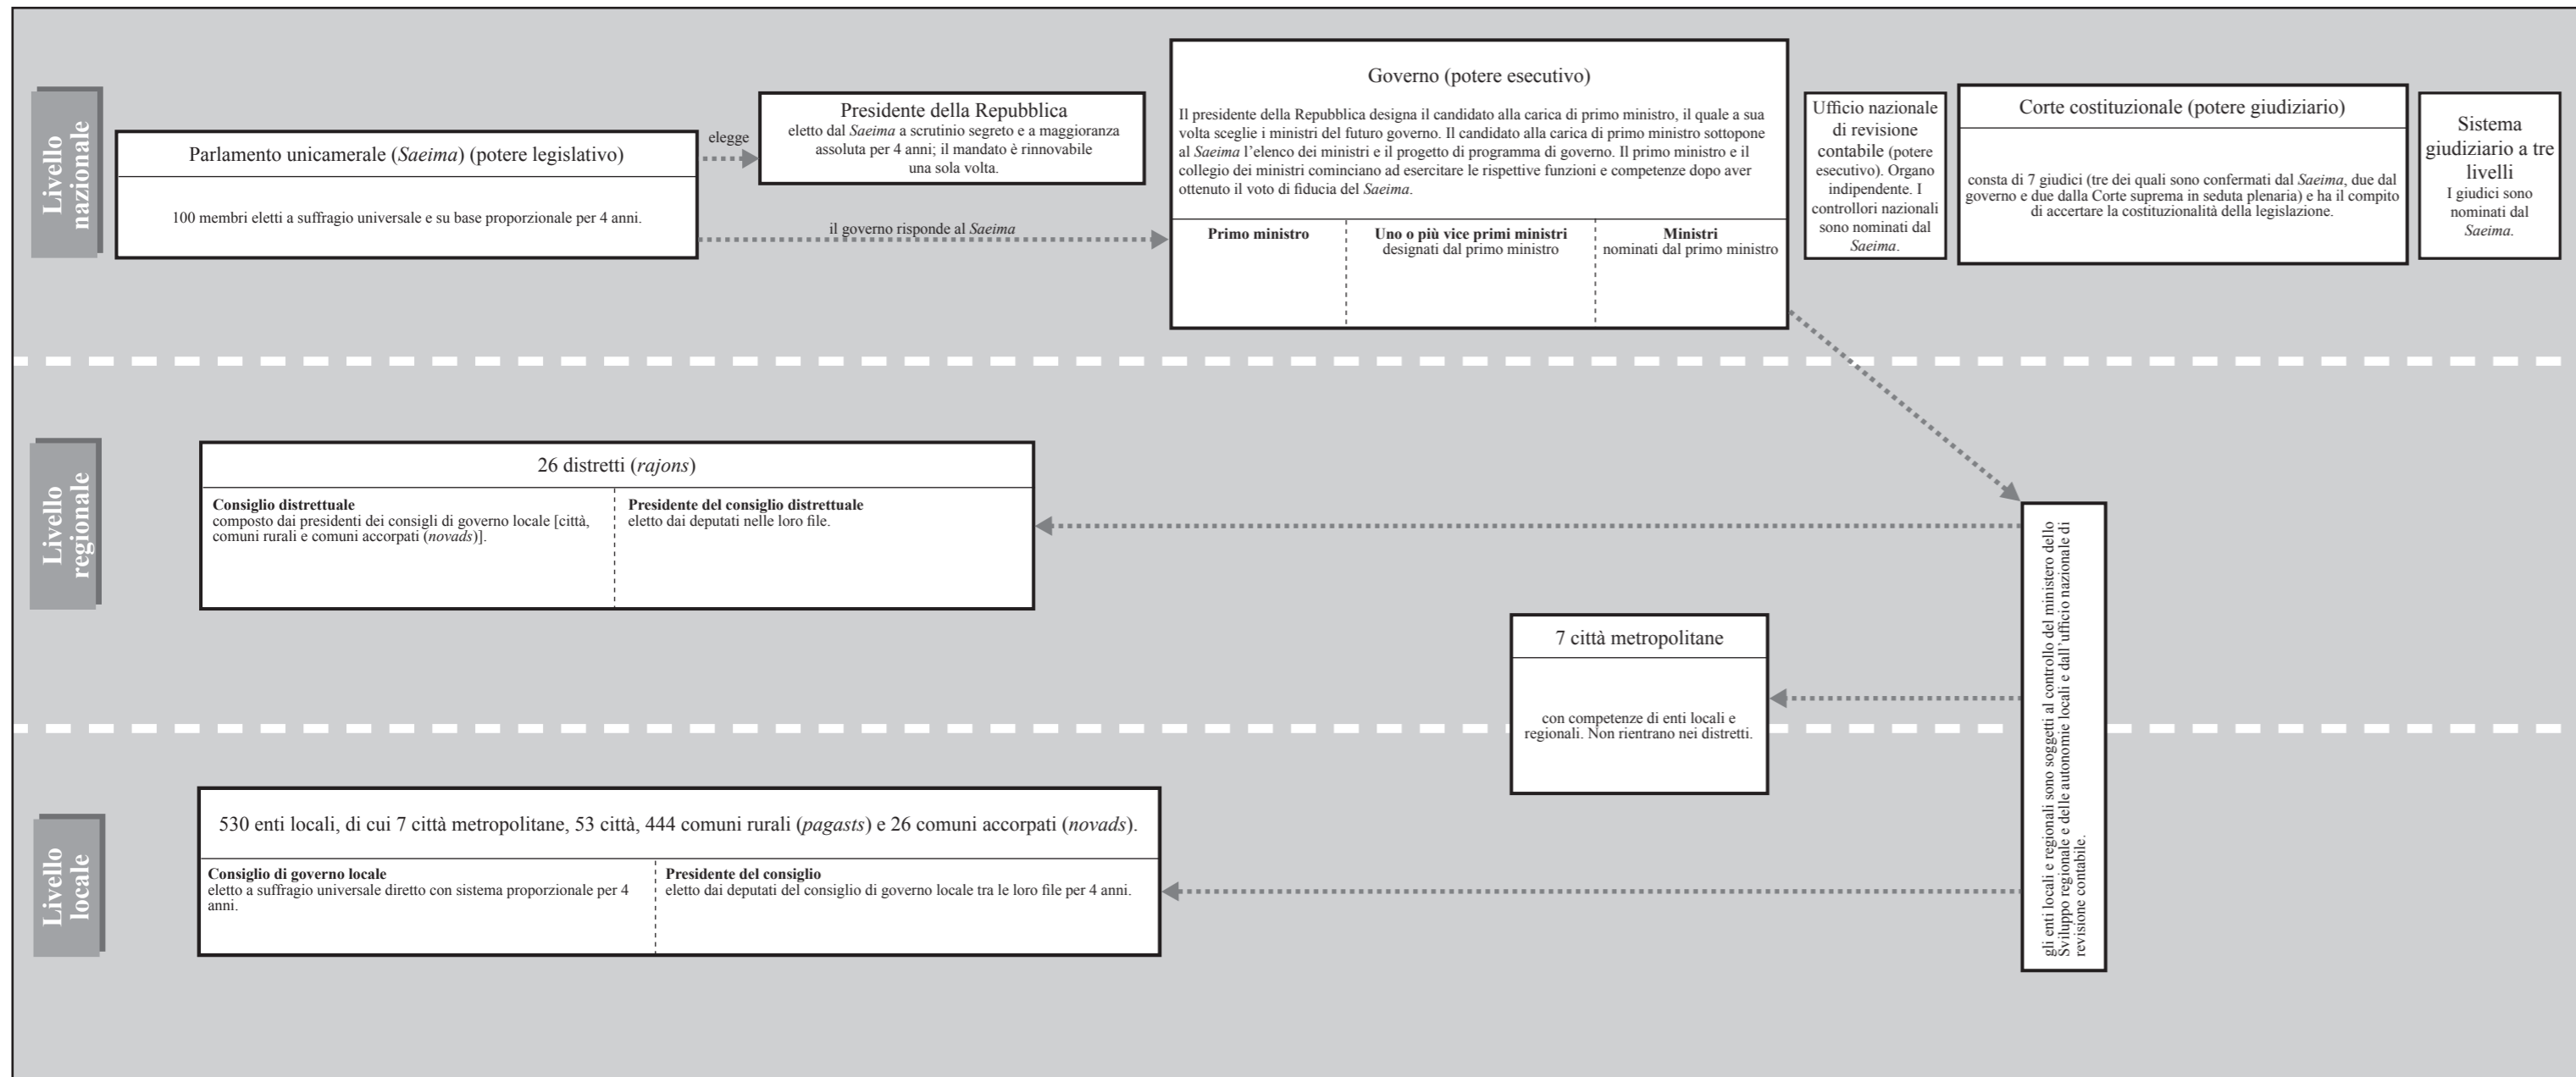 Livello
nazionale
Parlamento unicamerale (Saeima) (potere legislativo)
100 membri eletti a suffragio universale e su base proporzionale per 4 anni.
elegge
il governo risponde al Saeima
Presidente della Repubblica
eletto dal Saeima a scrutinio segreto e a maggioranza
assoluta per 4 anni; il mandato è rinnovabile
una sola volta.
Governo (potere esecutivo)
Il presidente della Repubblica designa il candidato alla carica di primo ministro, il quale a sua
volta sceglie i ministri del futuro governo. Il candidato alla carica di primo ministro sottopone
al Saeima l’elenco dei ministri e il progetto di programma di governo. Il primo ministro e il
collegio dei ministri cominciano ad esercitare le rispettive funzioni e competenze dopo aver
ottenuto il voto di fiducia del Saeima.
Primo ministro
Uno o più vice primi ministri
designati dal primo ministro
Ministri
nominati dal primo ministro
Ufficio nazionale
di revisione
contabile (potere
esecutivo). Organo
indipendente. I
controllori nazionali
sono nominati dal
Saeima.
Corte costituzionale (potere giudiziario)
consta di 7 giudici (tre dei quali sono confermati dal Saeima, due dal
governo e due dalla Corte suprema in seduta plenaria) e ha il compito
di accertare la costituzionalità della legislazione.
Sistema
giudiziario a tre
livelli
I giudici sono
nominati dal
Saeima.
Livello
regionale
26 distretti (rajons)
Consiglio distrettuale
composto dai presidenti dei consigli di governo locale [città,
comuni rurali e comuni accorpati (novads)].
Presidente del consiglio distrettuale
eletto dai deputati nelle loro file.
7 città metropolitane
con competenze di enti locali e
regionali. Non rientrano nei distretti.
gli enti locali e regionali sono soggetti al controllo del ministero dello
Sviluppo regionale e delle autonomie locali e dall’ufficio nazionale di
revisione contabile.
Livello
locale
530 enti locali, di cui 7 città metropolitane, 53 città, 444 comuni rurali (pagasts) e 26 comuni accorpati (novads).
Consiglio di governo locale
eletto a suffragio universale diretto con sistema proporzionale per 4
anni.
Presidente del consiglio
eletto dai deputati del consiglio di governo locale tra le loro file per 4 anni.